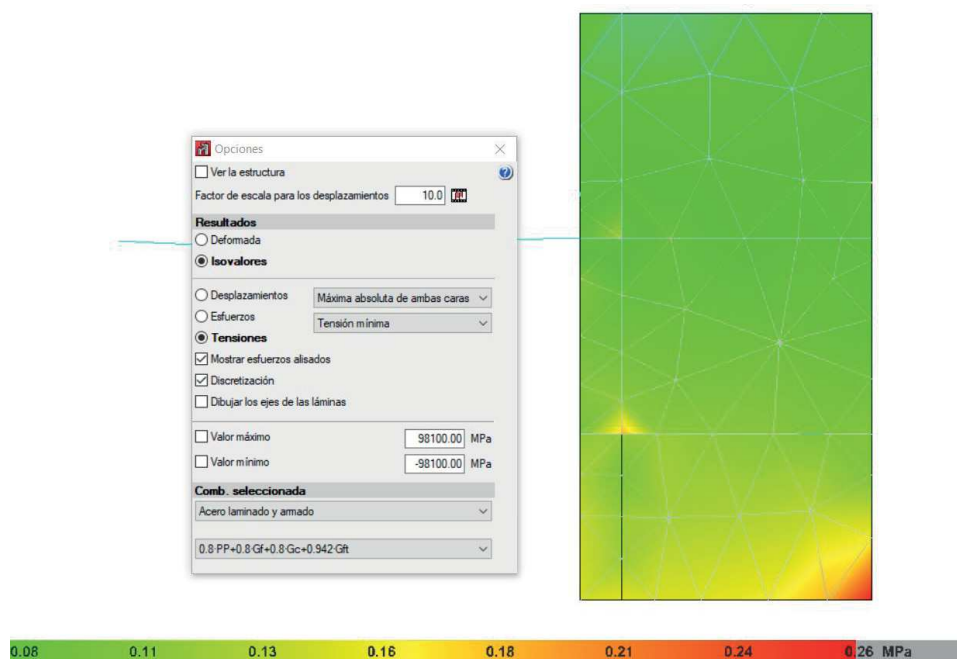 Opciones
Ver la estructura
Factor de escala para los desplazamientos 10.0
Resultados
Deformada
Isovalores
Desplazamientos Máxima absoluta de ambas caras
Esfuerzos Tensión mínima
Tensiones
Mostrar esfuerzos alisados
Discretización
Dibujar los ejes de las láminas
Valor máximo 98100.00 MPa
Valor mínimo -98100.00 MPa
Comb. seleccionada
Acero laminado y armado
0.8·PP+0.8·Gf+0.8·Gc+0.942·Gft
0.08 0.11 0.13 0.16 0.18 0.21 0.24 0.26 MPa